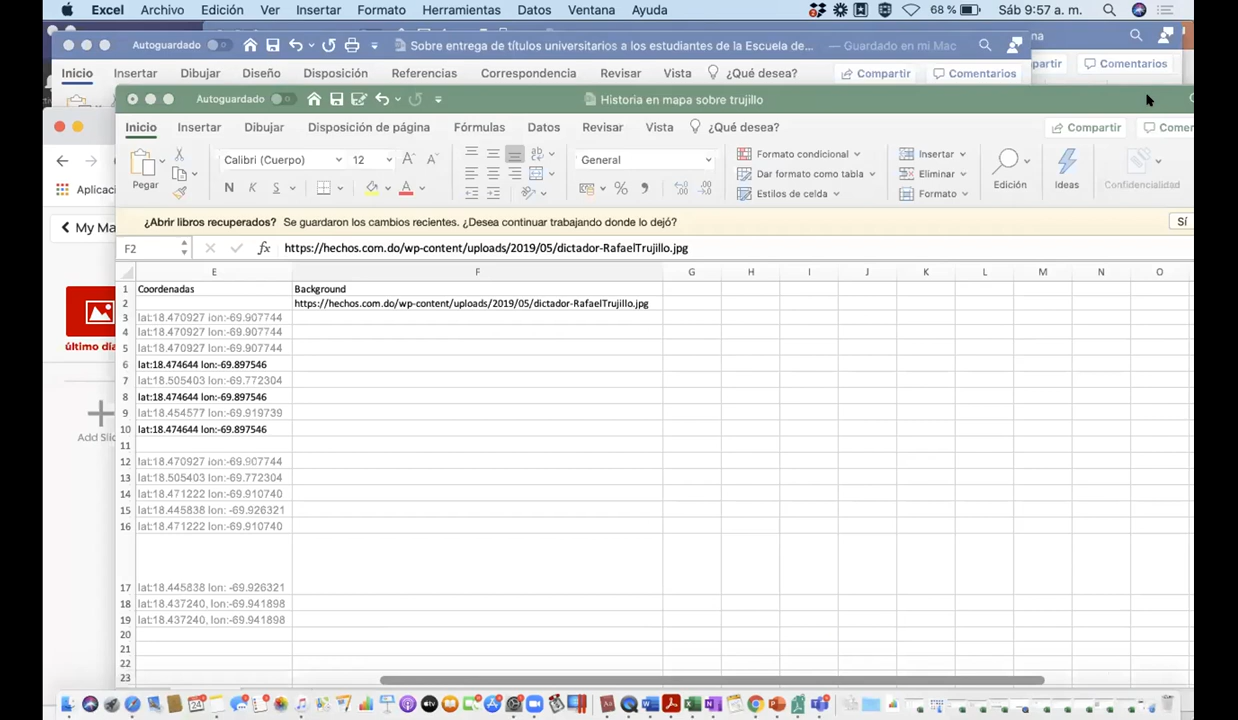 Excel Archivo Edición Ver Insertar Formato Herramientas Datos Ventana Ayuda 68 % Sáb 9:57 a. m.
Autoguardado Sobre entrega de títulos universitarios a los estudiantes de la Escuela de... — Guardado en mi Mac na
Inicio Insertar Dibujar Diseño Disposición Referencias Correspondencia Revisar Vista ¿Qué desea? Compartir Comentarios partir Comentarios
Autoguardado Historia en mapa sobre trujillo
Inicio Insertar Dibujar Disposición de página Fórmulas Datos Revisar Vista ¿Qué desea? Compartir Comer
Calibri (Cuerpo) 12 General Formato condicional Insertar
Dar formato como tabla Eliminar
Pegar N K S A % Estilos de celda Formato Edición Ideas Confidencialidad
Aplicaci
¿Abrir libros recuperados? Se guardaron los cambios recientes. ¿Desea continuar trabajando donde lo dejó? Sí
My Ma
F2 fx https://hechos.com.do/wp-content/uploads/2019/05/dictador-RafaelTrujillo.jpg
E F G H I J K L M N O
1 Coordenadas Background
2 https://hechos.com.do/wp-content/uploads/2019/05/dictador-RafaelTrujillo.jpg
3 lat:18.470927 lon:-69.907744
4 lat:18.470927 lon:-69.907744
5 lat:18.470927 lon:-69.907744
último día
6 lat:18.474644 lon:-69.897546
7 lat:18.505403 lon:-69.772304
8 lat:18.474644 lon:-69.897546
9 lat:18.454577 lon:-69.919739
10 lat:18.474644 lon:-69.897546
Add Slid
11
12 lat:18.470927 lon:-69.907744
13 lat:18.505403 lon:-69.772304
14 lat:18.471222 lon:-69.910740
15 lat:18.445838 lon:-69.926321
16 lat:18.471222 lon:-69.910740
17 lat:18.445838 lon: -69.926321
18 lat:18.437240, lon:-69.941898
19 lat:18.437240, lon:-69.941898
20
21
22
23
24